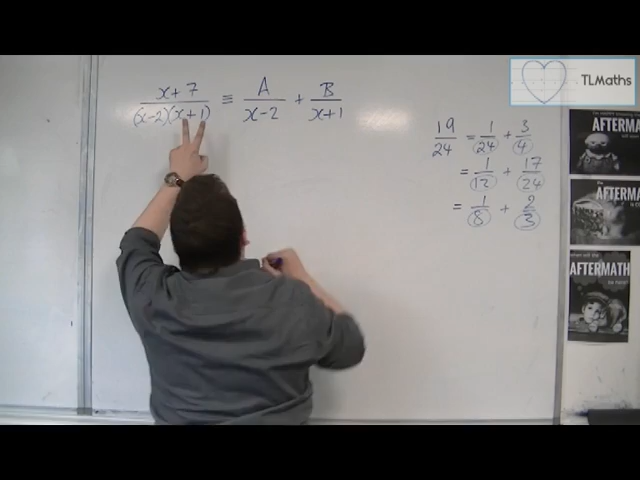 TLMaths
x+7/(x-2)(x+1) ≡ A/x-2 + B/x+1
19/24 = 1/24 + 3/4
= 1/12 + 17/24
= 1/8 + 2/3
AFTERMA
AFTERMA
AFTERMATH